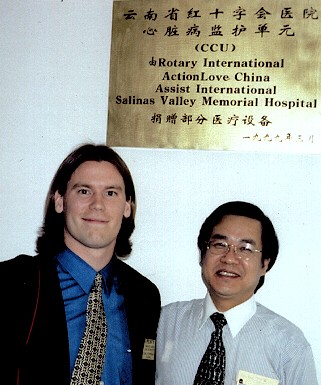 云南省红十字会医院
心脏病监护单元
(CCU)
由Rotary International
ActionLove China
Assist International
Salinas Valley Memorial Hospital
捐赠部分医疗设备
一九九九年三月